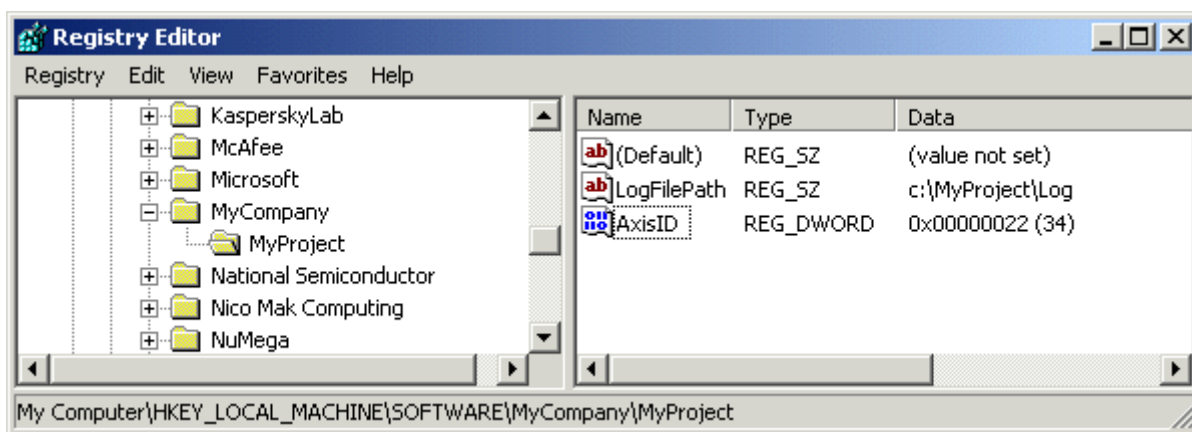 Registry Editor
Registry Edit View Favorites Help
KasperskyLab
McAfee
Microsoft
MyCompany
MyProject
National Semiconductor
Nico Mak Computing
NuMega
Name Type Data
ab (Default) REG_SZ (value not set)
ab LogFilePath REG_SZ c:\MyProject\Log
AxisID REG_DWORD 0x00000022 (34)
My Computer\HKEY_LOCAL_MACHINE\SOFTWARE\MyCompany\MyProject